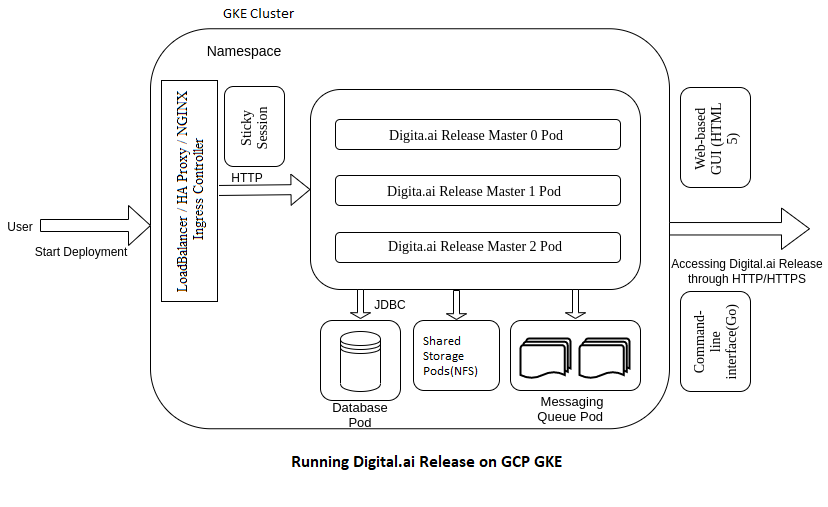 GKE Cluster
Namespace
LoadBalancer / HA Proxy / NGINX
Ingress Controller
Sticky
Session
HTTP
Digita.ai Release Master 0 Pod
Digita.ai Release Master 1 Pod
Digita.ai Release Master 2 Pod
User
Start Deployment
Web-based
GUI (HTML
5)
Accessing Digital.ai Release
through HTTP/HTTPS
Command-
line
interface(Go)
JDBC
Shared
Storage
Pods(NFS)
Database
Pod
Messaging
Queue Pod
Running Digital.ai Release on GCP GKE